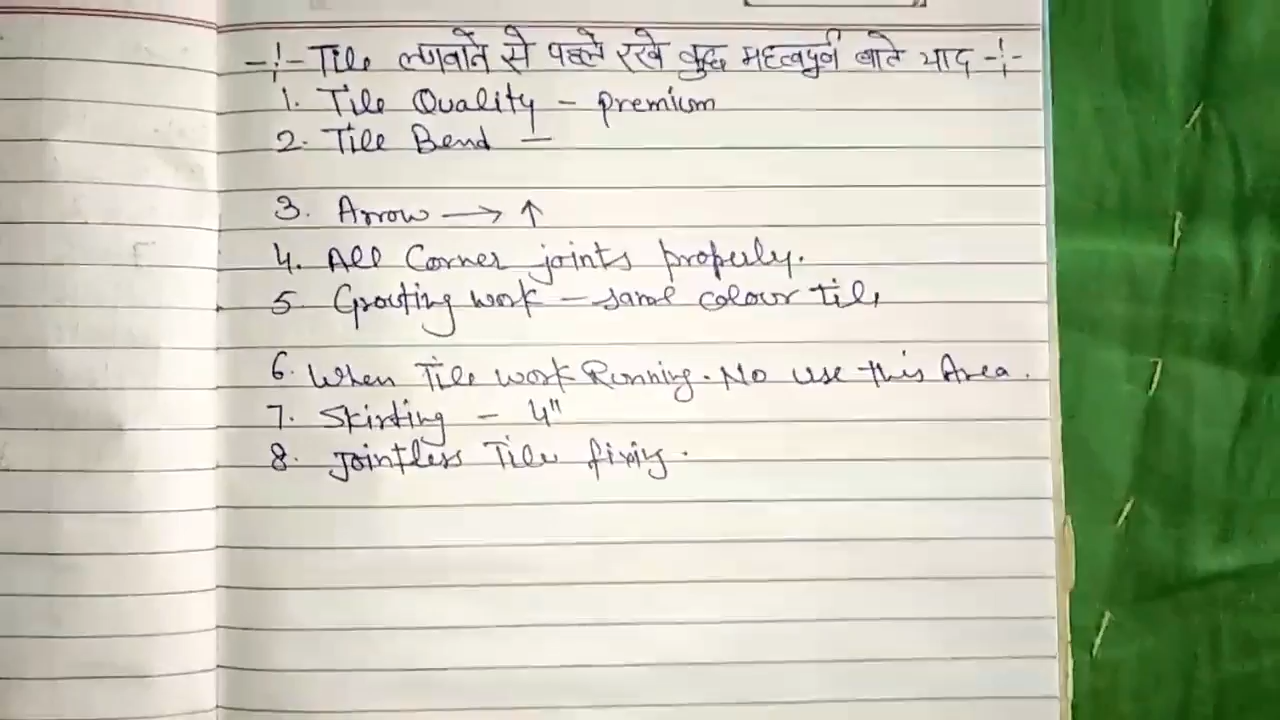 -:- Tile लगवाने से पहले रखे कुछ महत्वपुर्ण बाते याद -:-
1. Tile Quality - premium
2. Tile Bend -
3. Arrow → ↑
4. All Corner joints properly.
5 Grouting work - same colour tile
6. When Tile work Running. No use this Area.
7. Skirting - 4"
8. Jointless Tile fixing.